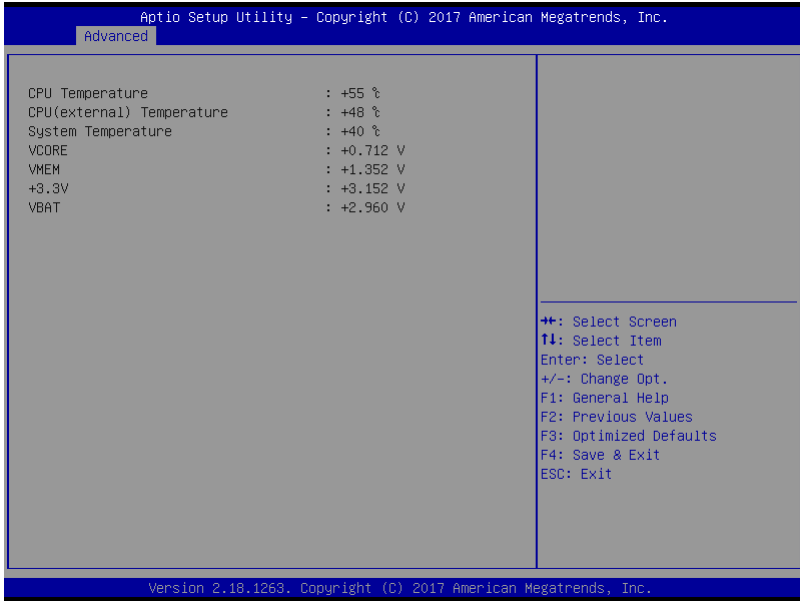 Aptio Setup Utility – Copyright (C) 2017 American Megatrends, Inc.
Advanced
CPU Temperature : +55 ℃
CPU(external) Temperature : +48 ℃
System Temperature : +40 ℃
VCORE : +0.712 V
VMEM : +1.352 V
+3.3V : +3.152 V
VBAT : +2.960 V
→←: Select Screen
↑↓: Select Item
Enter: Select
+/-: Change Opt.
F1: General Help
F2: Previous Values
F3: Optimized Defaults
F4: Save & Exit
ESC: Exit
Version 2.18.1263. Copyright (C) 2017 American Megatrends, Inc.